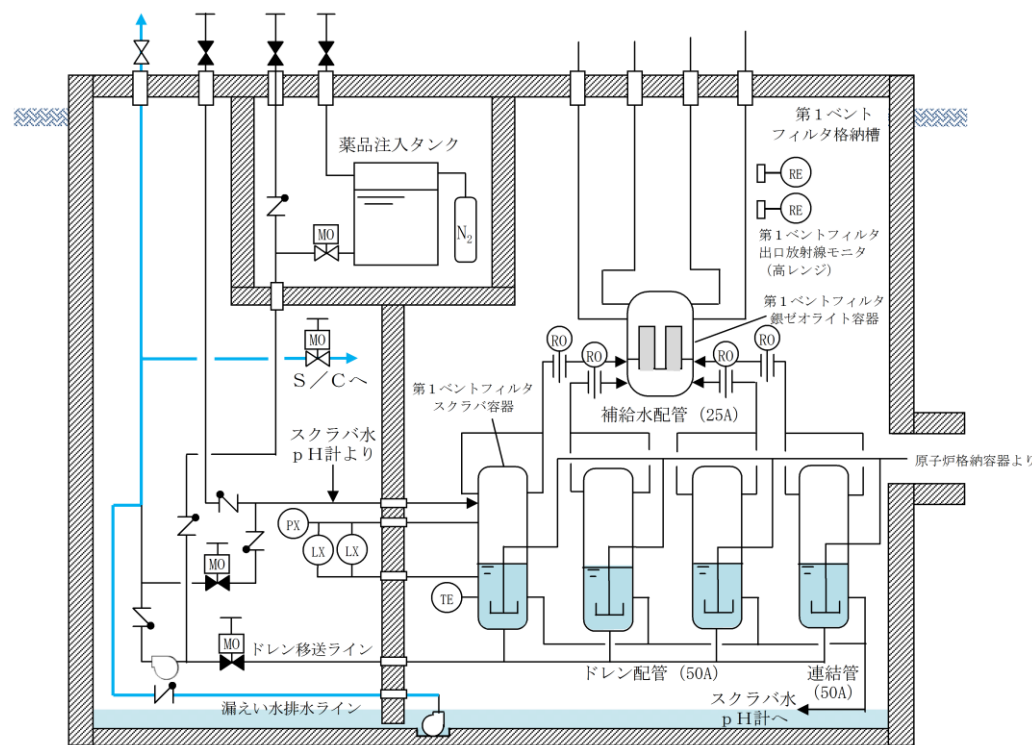 第１ベント
フィルタ格納槽
薬品注入タンク
MO
N₂
RE
RE
第１ベントフィルタ
出口放射線モニタ
（高レンジ）
第１ベントフィルタ
銀ゼオライト容器
MO
S／Cへ
RO
RO
RO
RO
第１ベントフィルタ
スクラバ容器
補給水配管（25A）
スクラバ水
ｐH計より
原子炉格納容器より
PX
LX
LX
MO
TE
MO
ドレン移送ライン
ドレン配管（50A）
連結管
（50A）
漏えい水排水ライン
スクラバ水
ｐH計へ